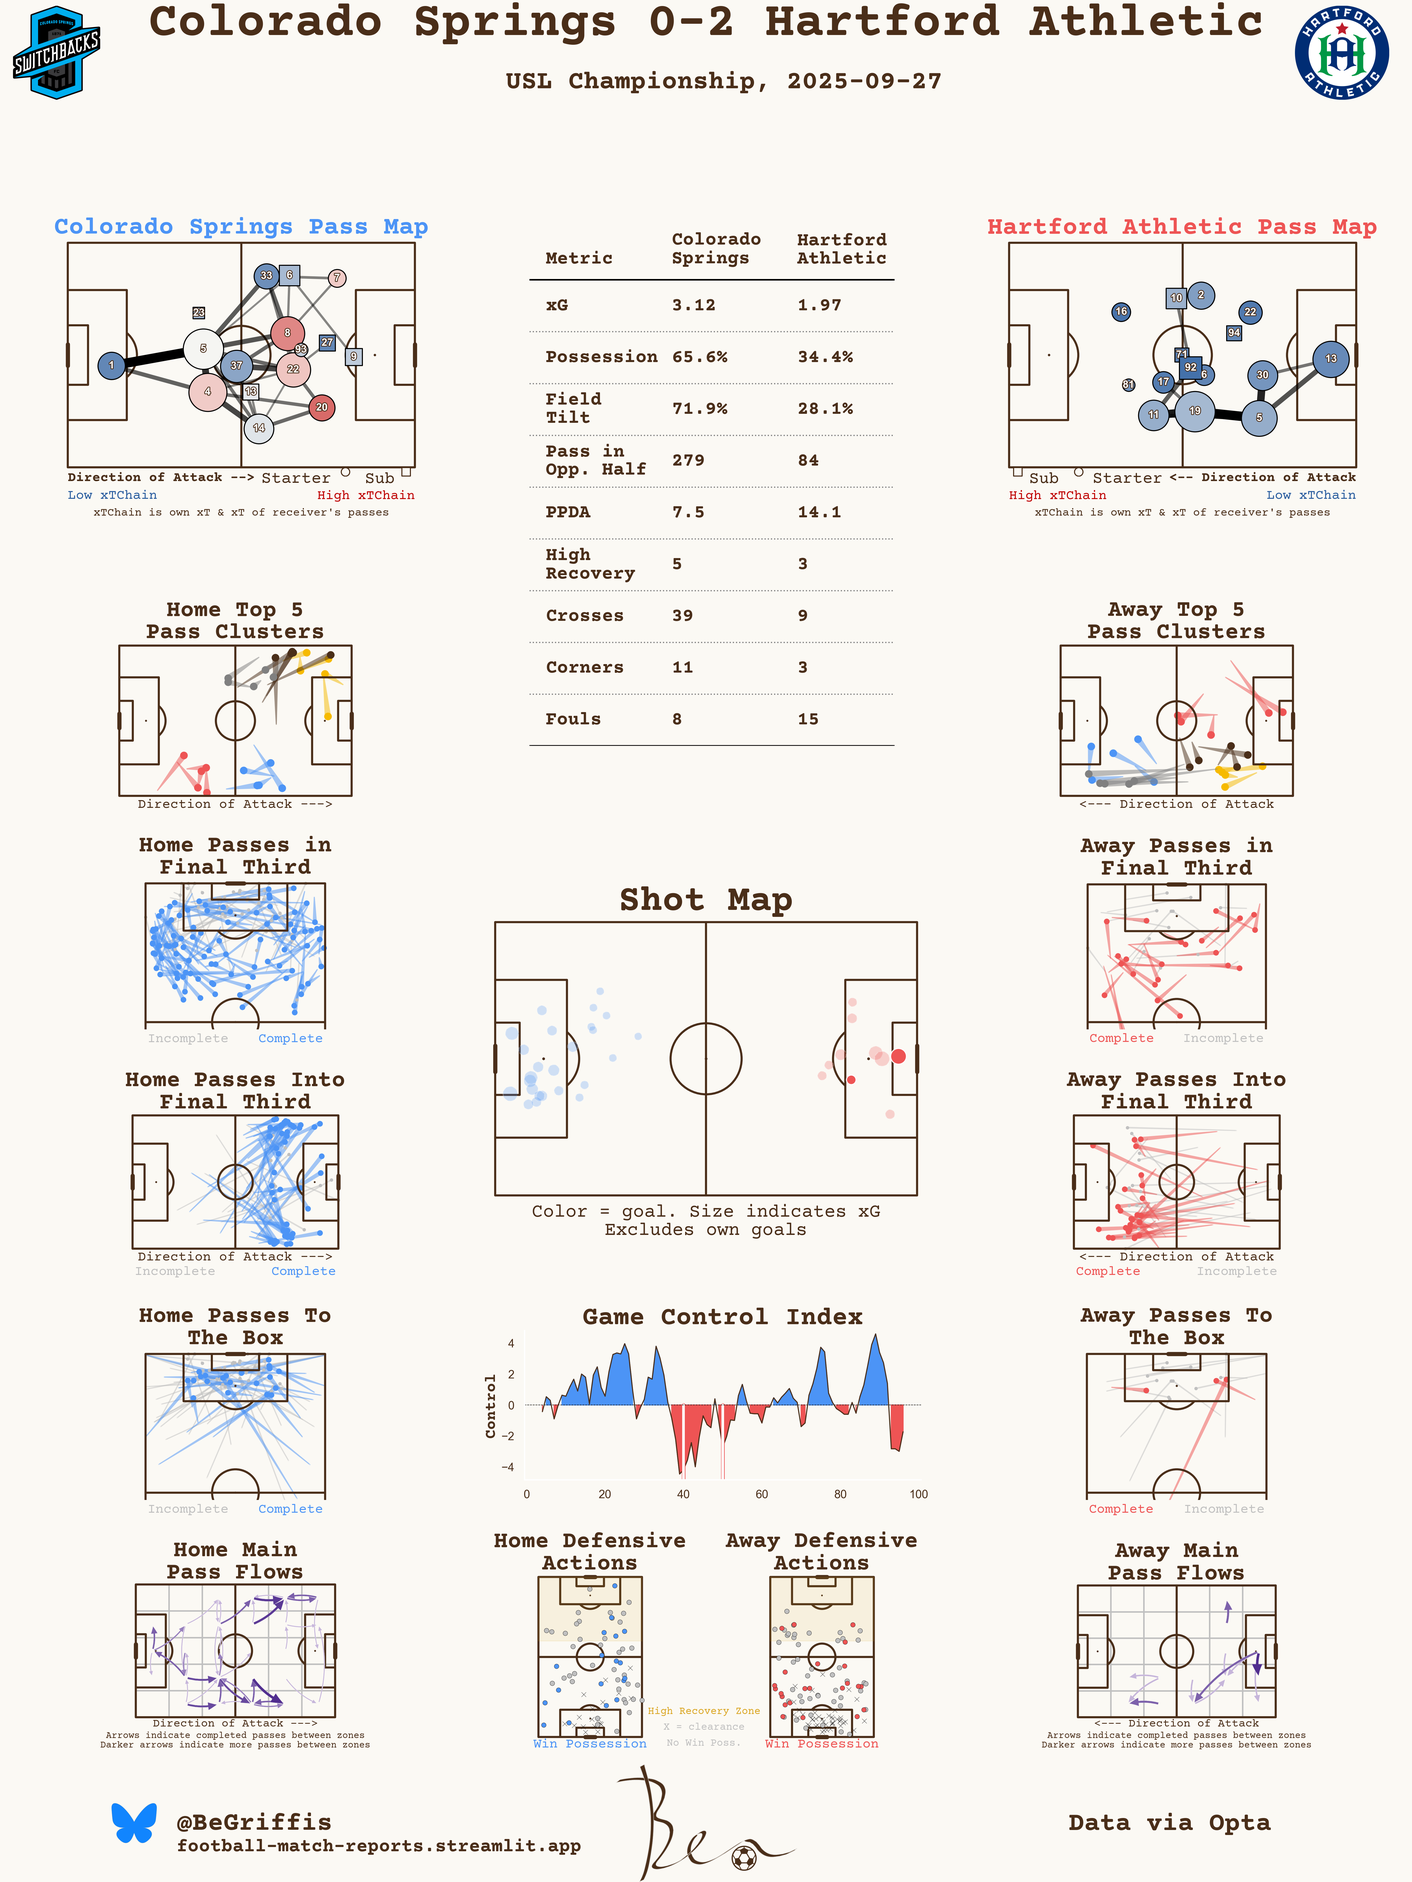 Colorado Springs 0-2 Hartford Athletic
USL Championship, 2025-09-27
COLORADO SPRINGS
SWITCHBACKS
HARTFORD
ATHLETIC
Colorado Springs Pass Map
33
6
7
23
8
5
93
27
9
1
37
22
4
13
20
14
Direction of Attack --> Starter Sub
Low xTChain High xTChain
xTChain is own xT & xT of receiver's passes
Metric Colorado Springs Hartford Athletic
xG 3.12 1.97
Possession 65.6% 34.4%
Field Tilt 71.9% 28.1%
Pass in Opp. Half 279 84
PPDA 7.5 14.1
High Recovery 5 3
Crosses 39 9
Corners 11 3
Fouls 8 15
Hartford Athletic Pass Map
10
2
16
22
94
71
13
92
6
30
17
81
11
19
5
Sub Starter <-- Direction of Attack
High xTChain Low xTChain
xTChain is own xT & xT of receiver's passes
Home Top 5
Pass Clusters
Direction of Attack --->
Away Top 5
Pass Clusters
<--- Direction of Attack
Home Passes in
Final Third
Incomplete Complete
Away Passes in
Final Third
Complete Incomplete
Shot Map
Color = goal. Size indicates xG
Excludes own goals
Home Passes Into
Final Third
Direction of Attack --->
Incomplete Complete
Away Passes Into
Final Third
<--- Direction of Attack
Complete Incomplete
Home Passes To
The Box
Incomplete Complete
Game Control Index
Control
4
2
0
−2
−4
0 20 40 60 80 100
Away Passes To
The Box
Complete Incomplete
Home Main
Pass Flows
Direction of Attack --->
Arrows indicate completed passes between zones
Darker arrows indicate more passes between zones
Home Defensive
Actions
Win Possession
Away Defensive
Actions
Win Possession
High Recovery Zone
X = clearance
No Win Poss.
Away Main
Pass Flows
<--- Direction of Attack
Arrows indicate completed passes between zones
Darker arrows indicate more passes between zones
@BeGriffis
football-match-reports.streamlit.app
Ben
Data via Opta